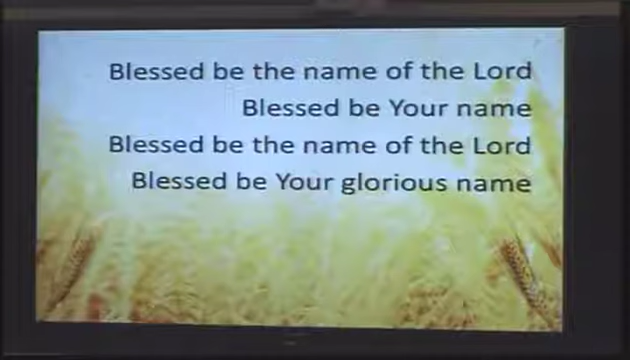 Blessed be the name of the Lord
Blessed be Your name
Blessed be the name of the Lord
Blessed be Your glorious name